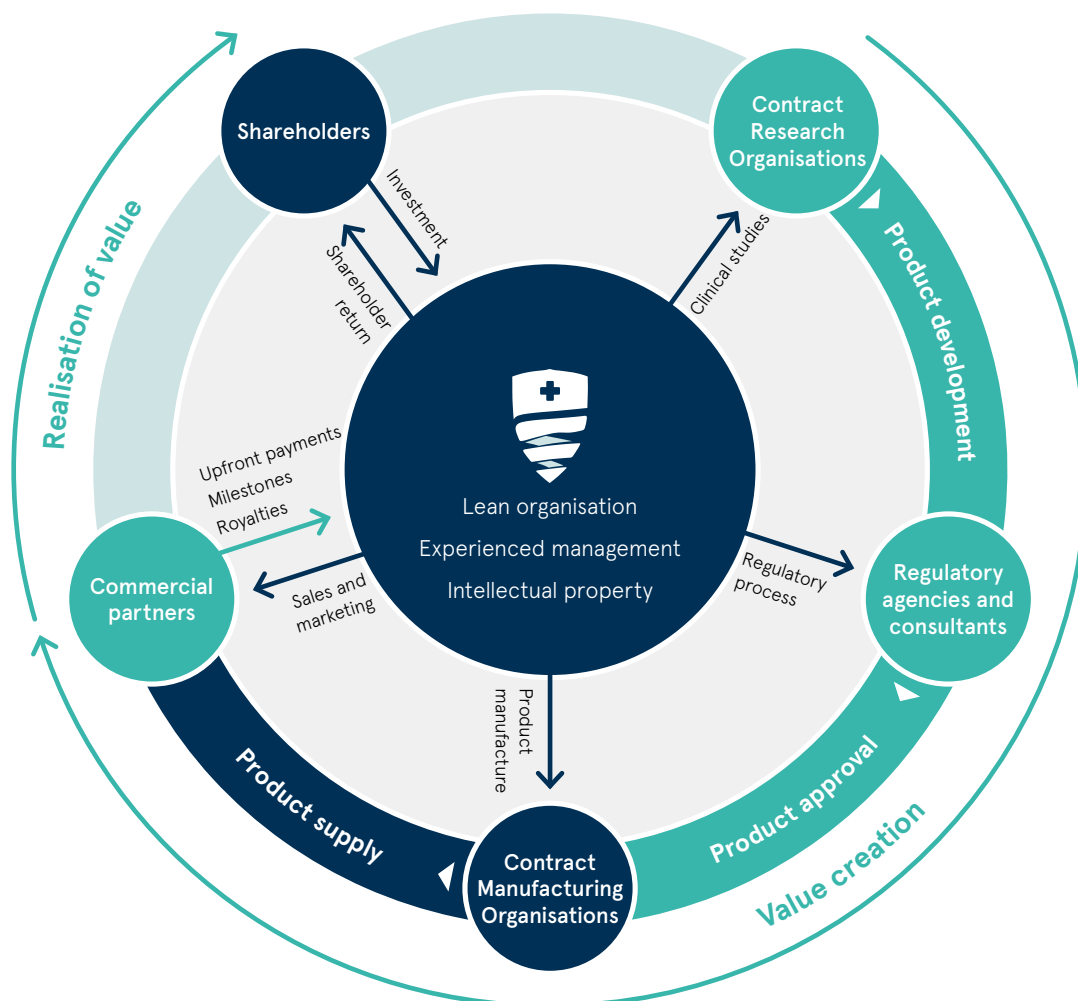 Shareholders
Contract
Research
Organisations
Investment
Shareholder
return
Clinical studies
Realisation of value
Product development
Upfront payments
Milestones
Royalties
Lean organisation
Experienced management
Intellectual property
Commercial
partners
Sales and
marketing
Regulatory
process
Regulatory
agencies and
consultants
Product
manufacture
Product supply
Product approval
Value creation
Contract
Manufacturing
Organisations